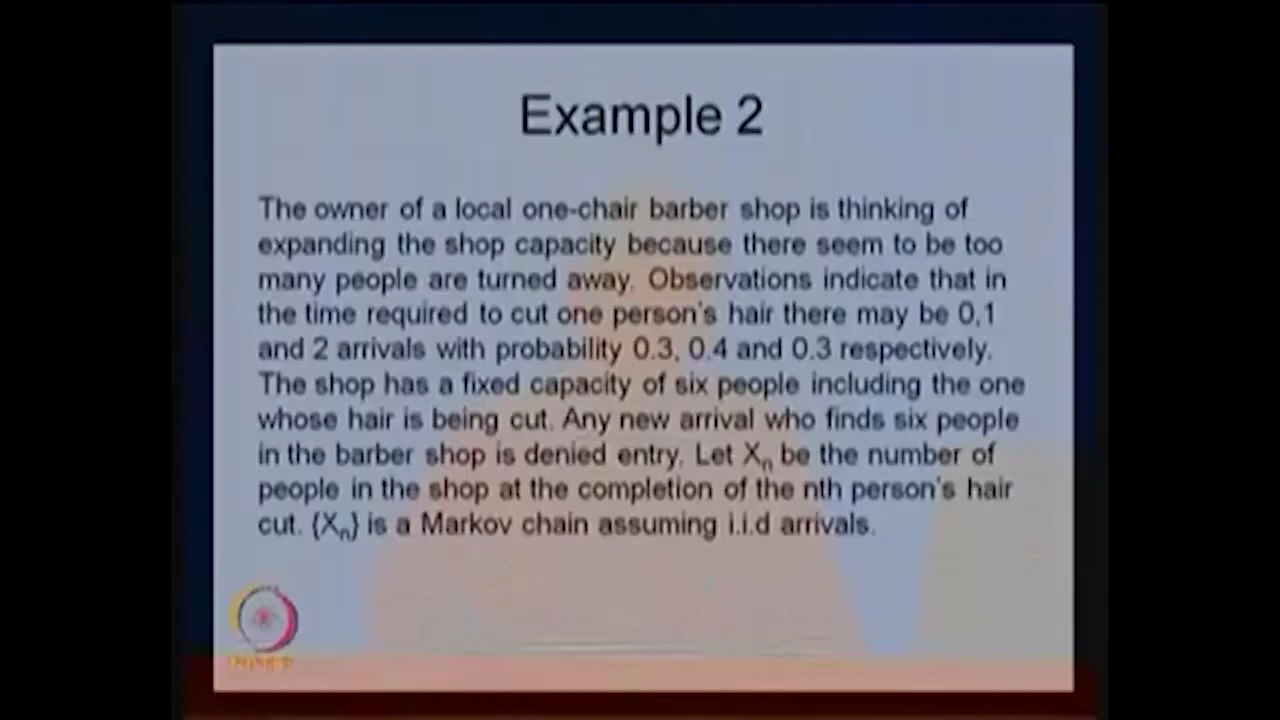 Example 2
The owner of a local one-chair barber shop is thinking of
expanding the shop capacity because there seem to be too
many people are turned away. Observations indicate that in
the time required to cut one person's hair there may be 0,1
and 2 arrivals with probability 0.3, 0.4 and 0.3 respectively.
The shop has a fixed capacity of six people including the one
whose hair is being cut. Any new arrival who finds six people
in the barber shop is denied entry. Let Xn be the number of
people in the shop at the completion of the nth person's hair
cut. {Xn} is a Markov chain assuming i.i.d arrivals.